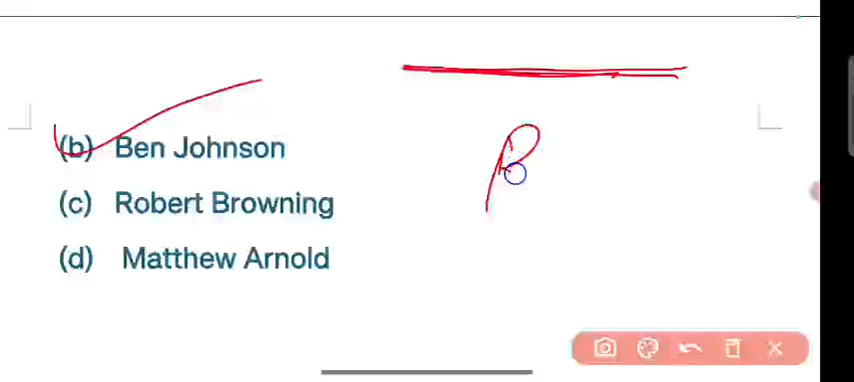 (b) Ben Johnson
(c) Robert Browning
(d) Matthew Arnold